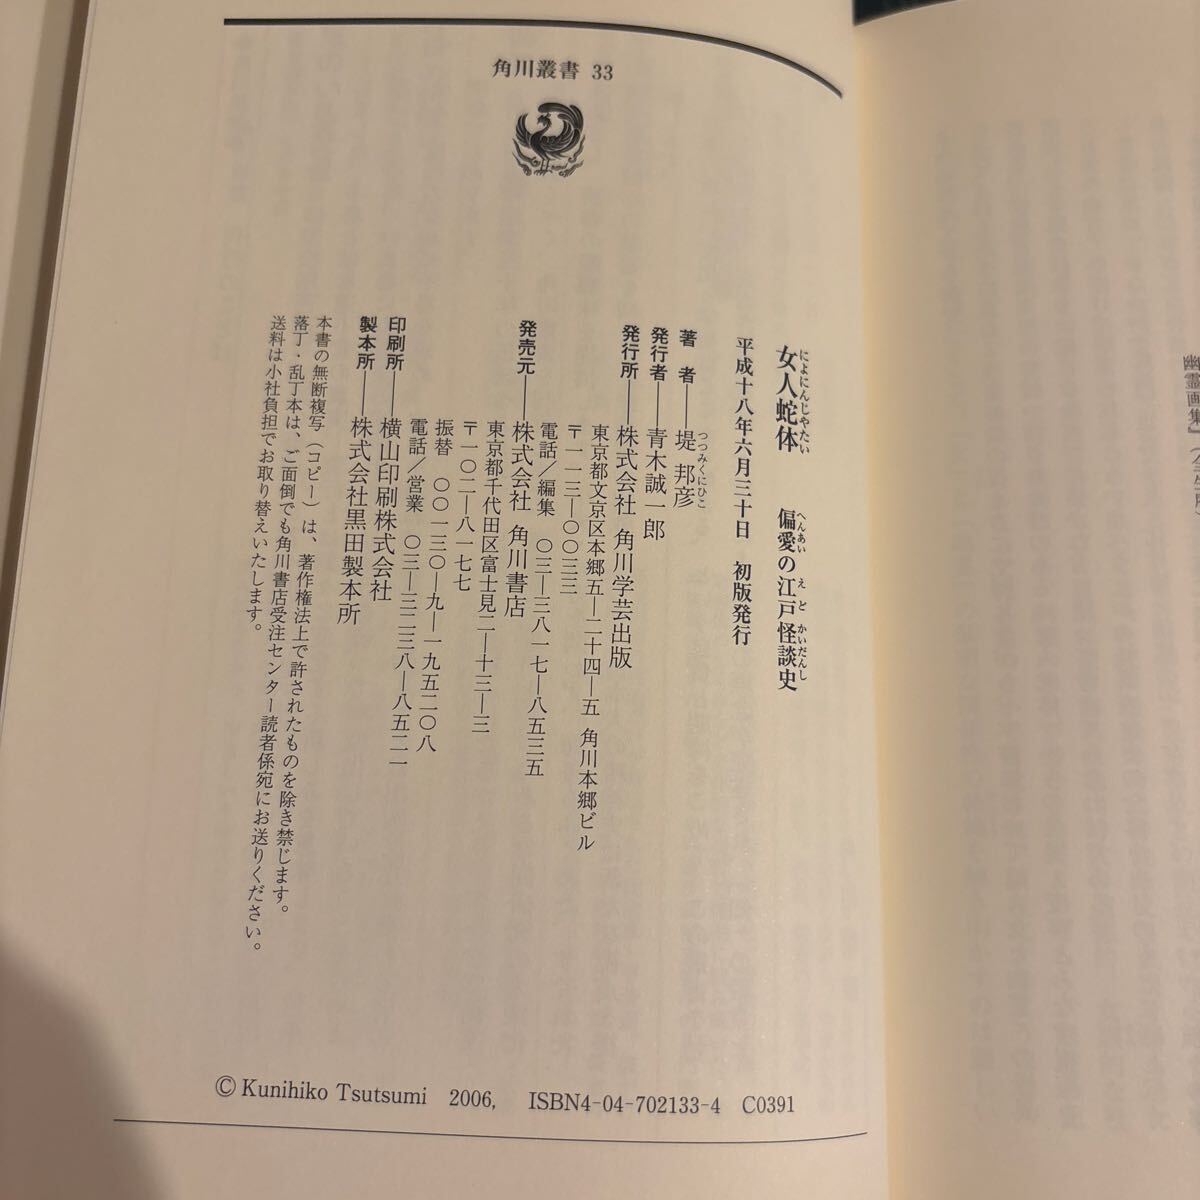 角川叢書 33
女人蛇体 偏愛の江戸怪談史
にょにんじゃたい へんあい えど かいだんし
平成十八年六月三十日 初版発行
著 者――堤 邦彦
つつみくにひこ
発行者――青木誠一郎
発行所――株式会社 角川学芸出版
東京都文京区本郷五―二十四―五 角川本郷ビル
〒一一三―〇〇三三
電話/編集 〇三―三八一七―八五三五
発売元――株式会社 角川書店
東京都千代田区富士見二―十三―三
〒一〇二―八一七七
振替 〇〇一三〇―九―一九五二〇八
電話/営業 〇三―三二三八―八五二一
印刷所――横山印刷株式会社
製本所――株式会社黒田製本所
本書の無断複写(コピー)は、著作権法上で許されたものを除き禁じます。
落丁・乱丁本は、ご面倒でも角川書店受注センター読者係宛にお送りください。
送料は小社負担でお取り替えいたします。
© Kunihiko Tsutsumi 2006, ISBN4-04-702133-4 C0391
幽霊画集』